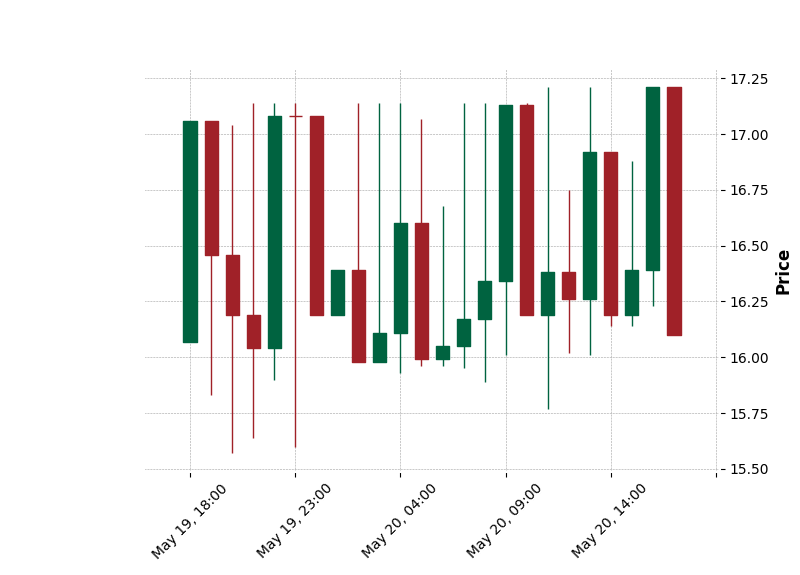 17.25
17.00
16.75
16.50
16.25
16.00
15.75
15.50
Price
May 19, 18:00
May 19, 23:00
May 20, 04:00
May 20, 09:00
May 20, 14:00